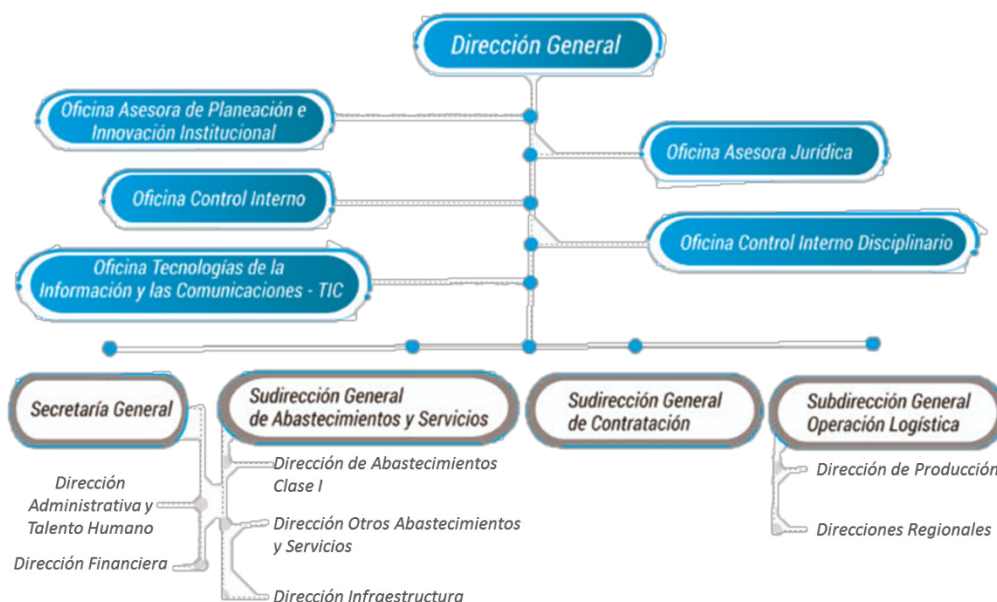 Dirección General
Oficina Asesora de Planeación e
Innovación Institucional
Oficina Asesora Jurídica
Oficina Control Interno
Oficina Control Interno Disciplinario
Oficina Tecnologías de la
Información y las Comunicaciones - TIC
Secretaría General
Sudirección General
de Abastecimientos y Servicios
Sudirección General
de Contratación
Subdirección General
Operación Logística
Dirección
Administrativa y
Talento Humano
Dirección Financiera
Dirección de Abastecimientos
Clase I
Dirección Otros Abastecimientos
y Servicios
Dirección Infraestructura
Dirección de Producción
Direcciones Regionales